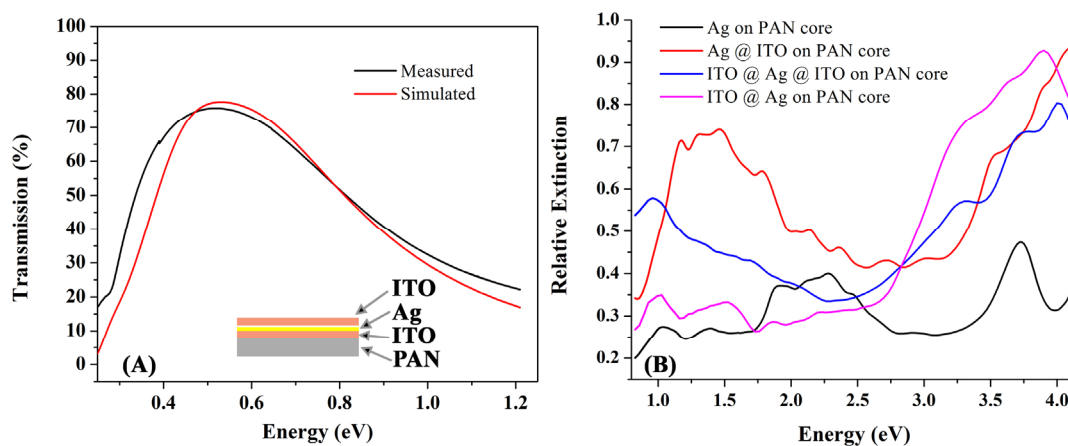 100
90
80
70
60
50
40
30
20
10
0
Transmission (%)
Measured
Simulated
ITO
Ag
ITO
PAN
(A)
0.4 0.6 0.8 1.0 1.2
Energy (eV)
Ag on PAN core
Ag @ ITO on PAN core
ITO @ Ag @ ITO on PAN core
ITO @ Ag on PAN core
1.0
0.9
0.8
0.7
0.6
0.5
0.4
0.3
0.2
Relative Extinction
(B)
1.0 1.5 2.0 2.5 3.0 3.5 4.0
Energy (eV)